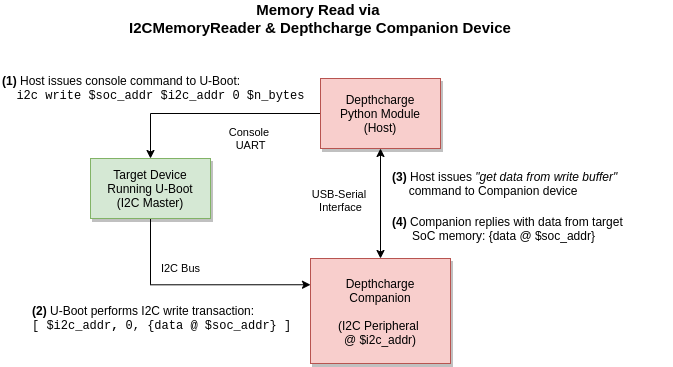 Memory Read via
I2CMemoryReader & Depthcharge Companion Device
(1) Host issues console command to U-Boot:
i2c write $soc_addr $i2c_addr 0 $n_bytes
Depthcharge
Python Module
(Host)
Console
UART
Target Device
Running U-Boot
(I2C Master)
USB-Serial
Interface
(3) Host issues "get data from write buffer"
command to Companion device
(4) Companion replies with data from target
SoC memory: {data @ $soc_addr}
I2C Bus
Depthcharge
Companion
(I2C Peripheral
@ $i2c_addr)
(2) U-Boot performs I2C write transaction:
[ $i2c_addr, 0, {data @ $soc_addr} ]